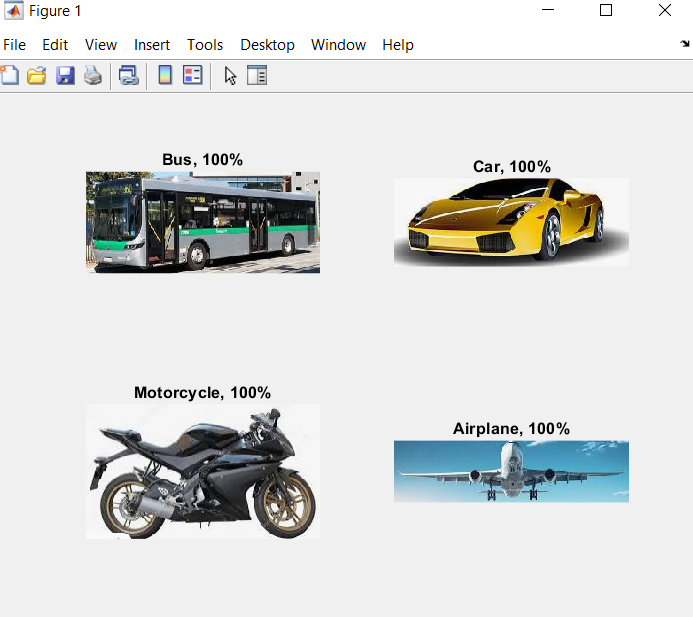 Figure 1
File Edit View Insert Tools Desktop Window Help
Bus, 100%
Car, 100%
Motorcycle, 100%
Airplane, 100%